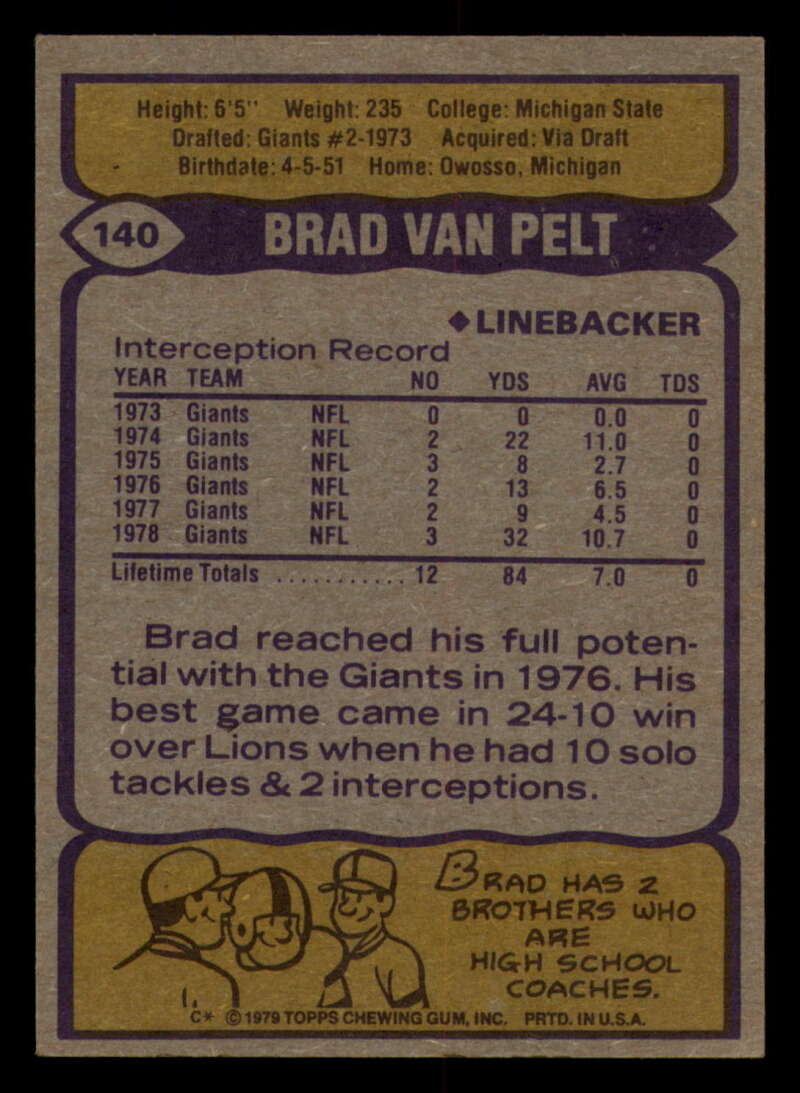 Height: 6'5" Weight: 235 College: Michigan State
Drafted: Giants #2-1973 Acquired: Via Draft
Birthdate: 4-5-51 Home: Owosso, Michigan
140 BRAD VAN PELT
◆LINEBACKER
Interception Record
YEAR TEAM NO YDS AVG TDS
1973 Giants NFL 0 0 0.0 0
1974 Giants NFL 2 22 11.0 0
1975 Giants NFL 3 8 2.7 0
1976 Giants NFL 2 13 6.5 0
1977 Giants NFL 2 9 4.5 0
1978 Giants NFL 3 32 10.7 0
Lifetime Totals ........... 12 84 7.0 0
Brad reached his full poten-
tial with the Giants in 1976. His
best game came in 24-10 win
over Lions when he had 10 solo
tackles & 2 interceptions.
BRAD HAS 2
BROTHERS WHO
ARE
HIGH SCHOOL
COACHES.
C* © 1979 TOPPS CHEWING GUM, INC. PRTD. IN U.S.A.